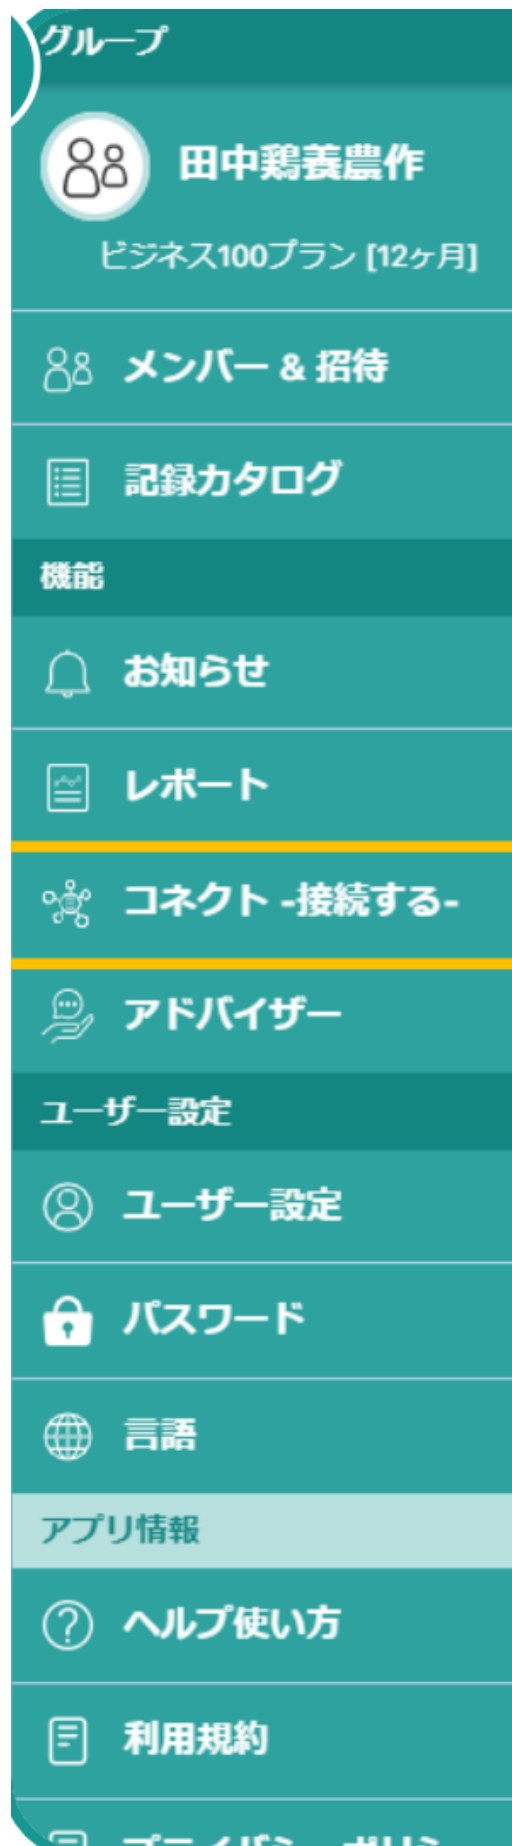 グループ
田中鶏養農作
ビジネス100プラン [12ヶ月]
メンバー & 招待
記録カタログ
機能
お知らせ
レポート
コネクト -接続する-
アドバイザー
ユーザー設定
ユーザー設定
パスワード
言語
アプリ情報
ヘルプ使い方
利用規約